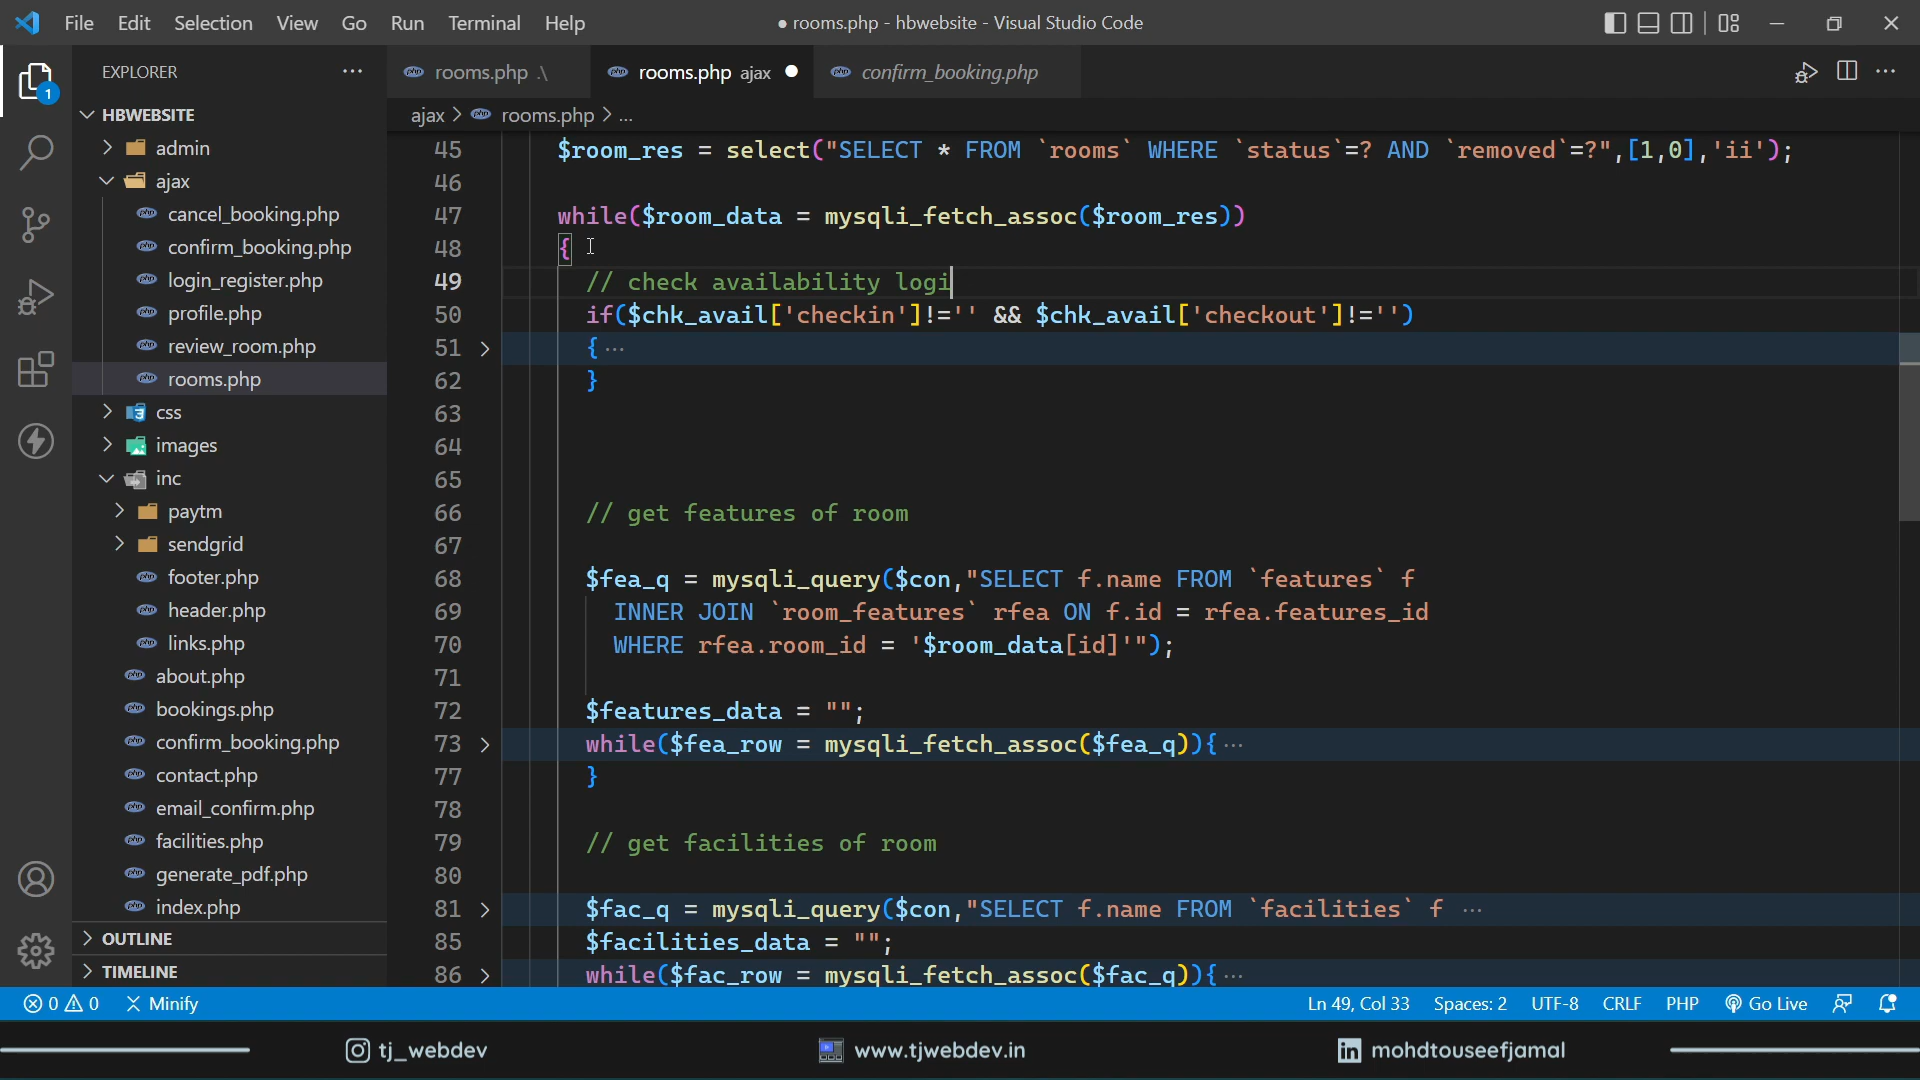 File Edit Selection View Go Run Terminal Help
● rooms.php - hbwebsite - Visual Studio Code
EXPLORER
rooms.php .\
rooms.php ajax
confirm_booking.php
1
HBWEBSITE
admin
ajax
cancel_booking.php
confirm_booking.php
login_register.php
profile.php
review_room.php
rooms.php
css
images
inc
paytm
sendgrid
footer.php
header.php
links.php
about.php
bookings.php
confirm_booking.php
contact.php
email_confirm.php
facilities.php
generate_pdf.php
index.php
OUTLINE
TIMELINE
ajax > rooms.php > ...
45 $room_res = select("SELECT * FROM `rooms` WHERE `status`=? AND `removed`=?",[1,0],'ii');
46
47 while($room_data = mysqli_fetch_assoc($room_res))
48 {
49 // check availability logi
50 if($chk_avail['checkin']!='' && $chk_avail['checkout']!='')
51 { ...
62 }
63
64
65
66 // get features of room
67
68 $fea_q = mysqli_query($con,"SELECT f.name FROM `features` f
69 INNER JOIN `room_features` rfea ON f.id = rfea.features_id
70 WHERE rfea.room_id = '$room_data[id]'");
71
72 $features_data = "";
73 while($fea_row = mysqli_fetch_assoc($fea_q)){ ...
77 }
78
79 // get facilities of room
80
81 $fac_q = mysqli_query($con,"SELECT f.name FROM `facilities` f ...
85 $facilities_data = "";
86 while($fac_row = mysqli_fetch_assoc($fac_q)){ ...
0 0 Minify
Ln 49, Col 33 Spaces: 2 UTF-8 CRLF PHP Go Live
tj_webdev
www.tjwebdev.in
mohdtouseefjamal